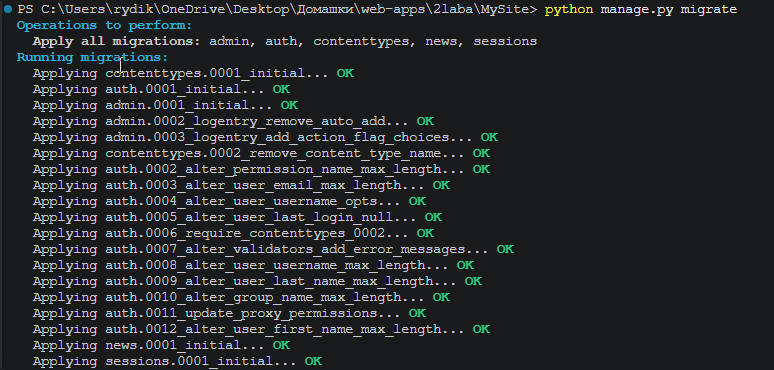 PS C:\Users\rydik\OneDrive\Desktop\Домашки\web-apps\2laba\MySite> python manage.py migrate
Operations to perform:
  Apply all migrations: admin, auth, contenttypes, news, sessions
Running migrations:
  Applying contenttypes.0001_initial... OK
  Applying auth.0001_initial... OK
  Applying admin.0001_initial... OK
  Applying admin.0002_logentry_remove_auto_add... OK
  Applying admin.0003_logentry_add_action_flag_choices... OK
  Applying contenttypes.0002_remove_content_type_name... OK
  Applying auth.0002_alter_permission_name_max_length... OK
  Applying auth.0003_alter_user_email_max_length... OK
  Applying auth.0004_alter_user_username_opts... OK
  Applying auth.0005_alter_user_last_login_null... OK
  Applying auth.0006_require_contenttypes_0002... OK
  Applying auth.0007_alter_validators_add_error_messages... OK
  Applying auth.0008_alter_user_username_max_length... OK
  Applying auth.0009_alter_user_last_name_max_length... OK
  Applying auth.0010_alter_group_name_max_length... OK
  Applying auth.0011_update_proxy_permissions... OK
  Applying auth.0012_alter_user_first_name_max_length... OK
  Applying news.0001_initial... OK
  Applying sessions.0001_initial... OK